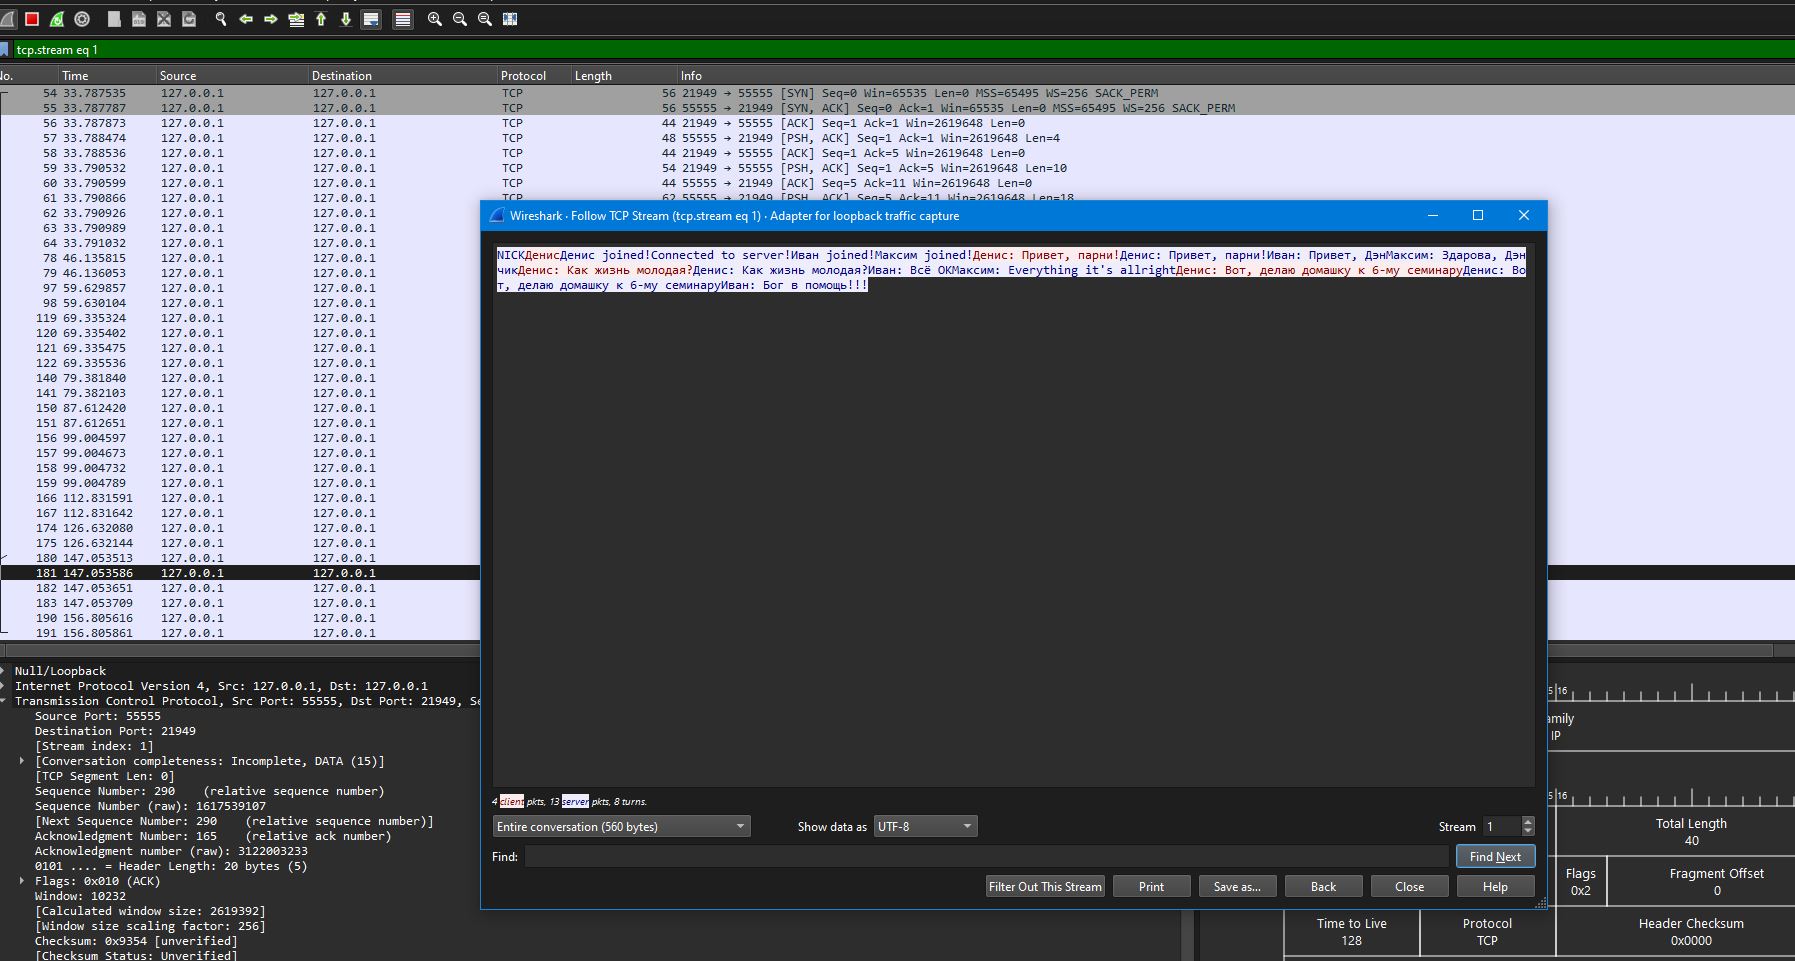 tcp.stream eq 1
No. Time Source Destination Protocol Length Info
54 33.787535 127.0.0.1 127.0.0.1 TCP 56 21949 → 55555 [SYN] Seq=0 Win=65535 Len=0 MSS=65495 WS=256 SACK_PERM
55 33.787787 127.0.0.1 127.0.0.1 TCP 56 55555 → 21949 [SYN, ACK] Seq=0 Ack=1 Win=65535 Len=0 MSS=65495 WS=256 SACK_PERM
56 33.787873 127.0.0.1 127.0.0.1 TCP 44 21949 → 55555 [ACK] Seq=1 Ack=1 Win=2619648 Len=0
57 33.788474 127.0.0.1 127.0.0.1 TCP 48 55555 → 21949 [PSH, ACK] Seq=1 Ack=1 Win=2619648 Len=4
58 33.788536 127.0.0.1 127.0.0.1 TCP 44 21949 → 55555 [ACK] Seq=1 Ack=5 Win=2619648 Len=0
59 33.790532 127.0.0.1 127.0.0.1 TCP 54 21949 → 55555 [PSH, ACK] Seq=1 Ack=5 Win=2619648 Len=10
60 33.790599 127.0.0.1 127.0.0.1 TCP 44 55555 → 21949 [ACK] Seq=5 Ack=11 Win=2619648 Len=0
61 33.790866 127.0.0.1 127.0.0.1 TCP 62 55555 → 21949 [PSH, ACK] Seq=5 Ack=11 Win=2619648 Len=18
62 33.790926 127.0.0.1 127.0.0.1
63 33.790989 127.0.0.1 127.0.0.1
64 33.791032 127.0.0.1 127.0.0.1
78 46.135815 127.0.0.1 127.0.0.1
79 46.136053 127.0.0.1 127.0.0.1
97 59.629857 127.0.0.1 127.0.0.1
98 59.630104 127.0.0.1 127.0.0.1
119 69.335324 127.0.0.1 127.0.0.1
120 69.335402 127.0.0.1 127.0.0.1
121 69.335475 127.0.0.1 127.0.0.1
122 69.335536 127.0.0.1 127.0.0.1
140 79.381840 127.0.0.1 127.0.0.1
141 79.382103 127.0.0.1 127.0.0.1
150 87.612420 127.0.0.1 127.0.0.1
151 87.612651 127.0.0.1 127.0.0.1
156 99.004597 127.0.0.1 127.0.0.1
157 99.004673 127.0.0.1 127.0.0.1
158 99.004732 127.0.0.1 127.0.0.1
159 99.004789 127.0.0.1 127.0.0.1
166 112.831591 127.0.0.1 127.0.0.1
167 112.831642 127.0.0.1 127.0.0.1
174 126.632080 127.0.0.1 127.0.0.1
175 126.632144 127.0.0.1 127.0.0.1
180 147.053513 127.0.0.1 127.0.0.1
181 147.053586 127.0.0.1 127.0.0.1
182 147.053651 127.0.0.1 127.0.0.1
183 147.053709 127.0.0.1 127.0.0.1
190 156.805616 127.0.0.1 127.0.0.1
191 156.805861 127.0.0.1 127.0.0.1
Wireshark · Follow TCP Stream (tcp.stream eq 1) · Adapter for loopback traffic capture
NICKДенисДенис joined!Connected to server!Иван joined!Максим joined!Денис: Привет, парни!Денис: Привет, парни!Иван: Привет, ДэнМаксим: Здарова, Дэн
чикДенис: Как жизнь молодая?Денис: Как жизнь молодая?Иван: Всё ОКМаксим: Everything it's allrightДенис: Вот, делаю домашку к 6-му семинаруДенис: Во
т, делаю домашку к 6-му семинаруИван: Бог в помощь!!!
4 client pkts, 13 server pkts, 8 turns.
Entire conversation (560 bytes) Show data as UTF-8 Stream 1
Find: Find Next
Filter Out This Stream Print Save as... Back Close Help
Null/Loopback
Internet Protocol Version 4, Src: 127.0.0.1, Dst: 127.0.0.1
Transmission Control Protocol, Src Port: 55555, Dst Port: 21949, Se
Source Port: 55555
Destination Port: 21949
[Stream index: 1]
[Conversation completeness: Incomplete, DATA (15)]
[TCP Segment Len: 0]
Sequence Number: 290 (relative sequence number)
Sequence Number (raw): 1617539107
[Next Sequence Number: 290 (relative sequence number)]
Acknowledgment Number: 165 (relative ack number)
Acknowledgment number (raw): 3122003233
0101 .... = Header Length: 20 bytes (5)
Flags: 0x010 (ACK)
Window: 10232
[Calculated window size: 2619392]
[Window size scaling factor: 256]
Checksum: 0x9354 [unverified]
[Checksum Status: Unverified]
5 16
amily
IP
5 16
Total Length
40
Flags Fragment Offset
0x2 0
Time to Live Protocol Header Checksum
128 TCP 0x0000